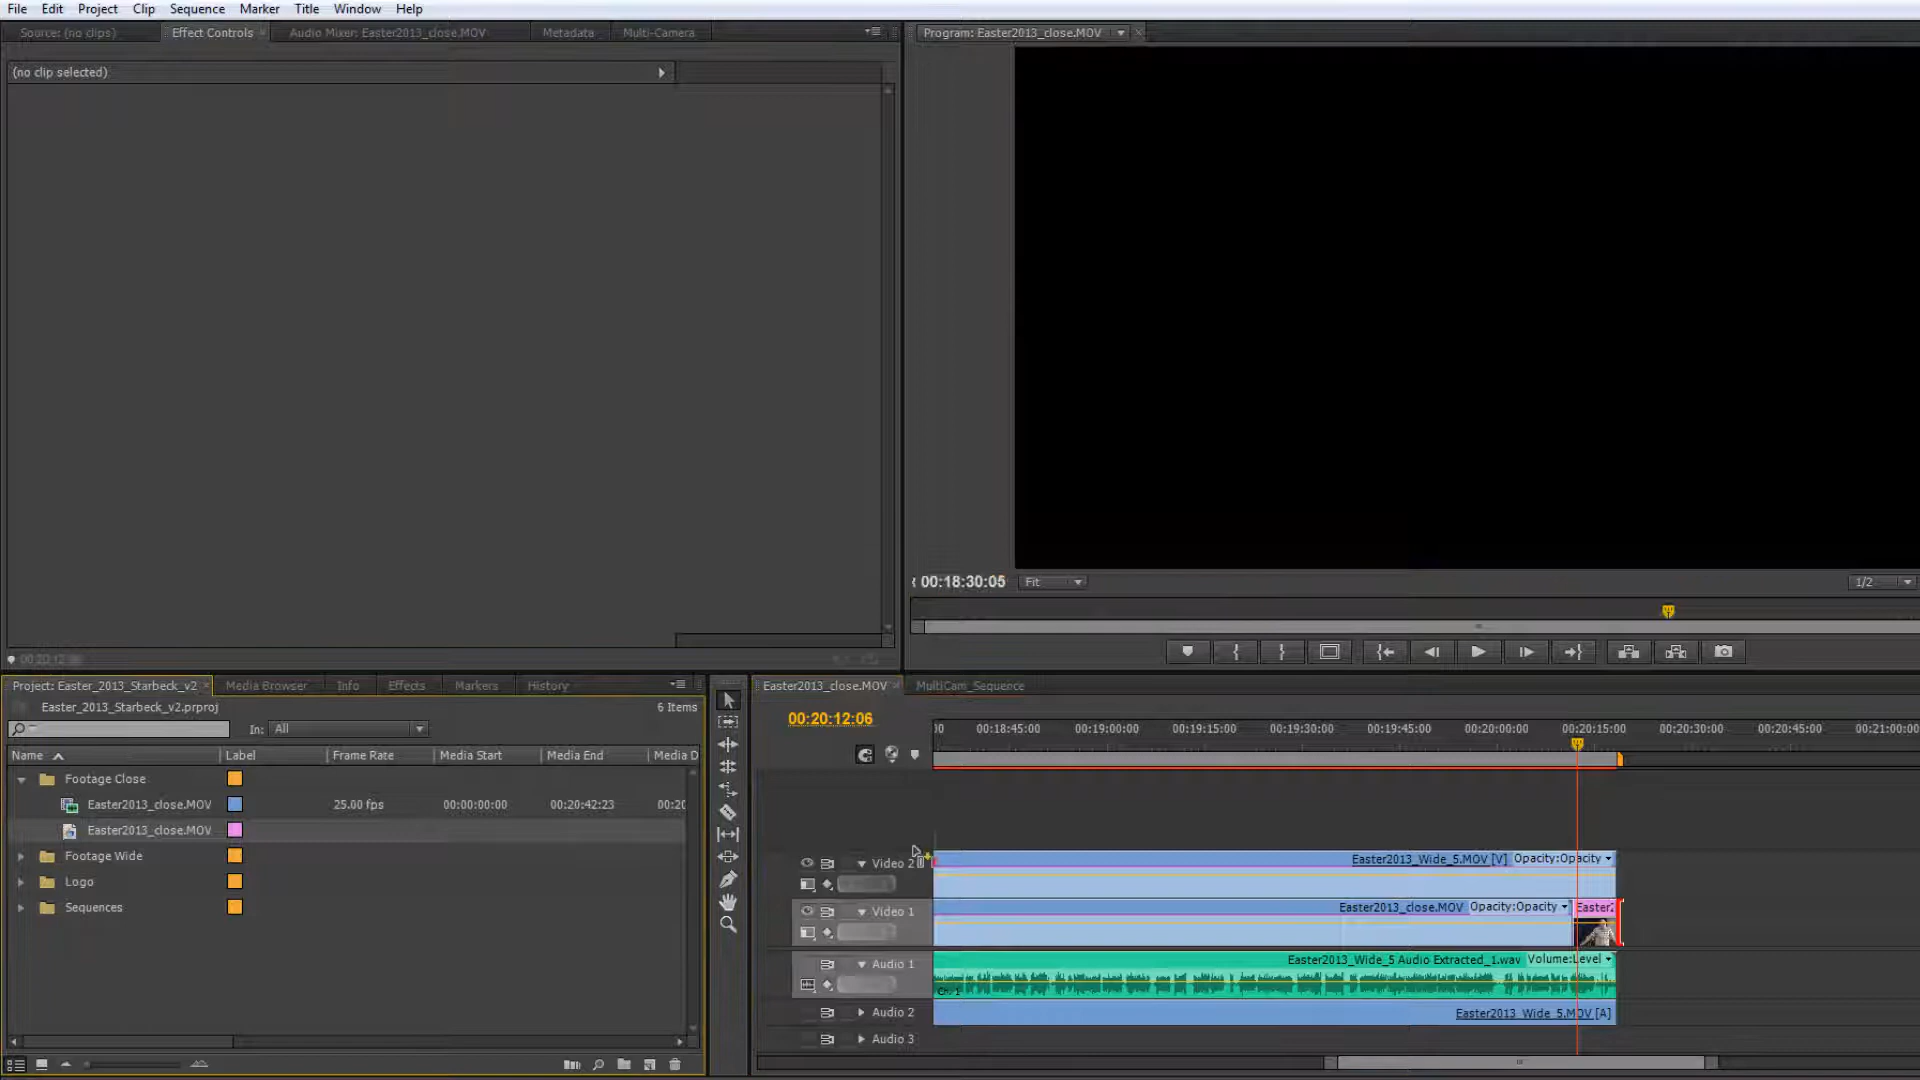 File Edit Project Clip Sequence Marker Title Window Help
Source: (no clips) Effect Controls Audio Mixer: Easter2013_close.MOV Metadata Multi-Camera
Program: Easter2013_close.MOV
(no clip selected)
00:18:30:05 Fit
1/2
Project: Easter_2013_Starbeck_v2 Media Browser Info Effects Markers History
Easter2013_close.MOV MultiCam_Sequence
Easter_2013_Starbeck_v2.prproj 6 Items
00:20:12:06
In: All
00 00:18:45:00 00:19:00:00 00:19:15:00 00:19:30:00 00:19:45:00 00:20:00:00 00:20:15:00 00:20:30:00 00:20:45:00 00:21:00:00
Name Label Frame Rate Media Start Media End Media D
Footage Close
Easter2013_close.MOV 25.00 fps 00:00:00:00 00:20:42:23 00:20
Easter2013_close.MOV
Footage Wide
Logo
Sequences
Video 2 Easter2013_Wide_5.MOV [V] Opacity:Opacity
Video 1 Easter2013_close.MOV Opacity:Opacity Easter2
Audio 1 Easter2013_Wide_5 Audio Extracted_1.wav Volume:Level
Ch. 1
Audio 2 Easter2013_Wide_5.MOV [A]
Audio 3